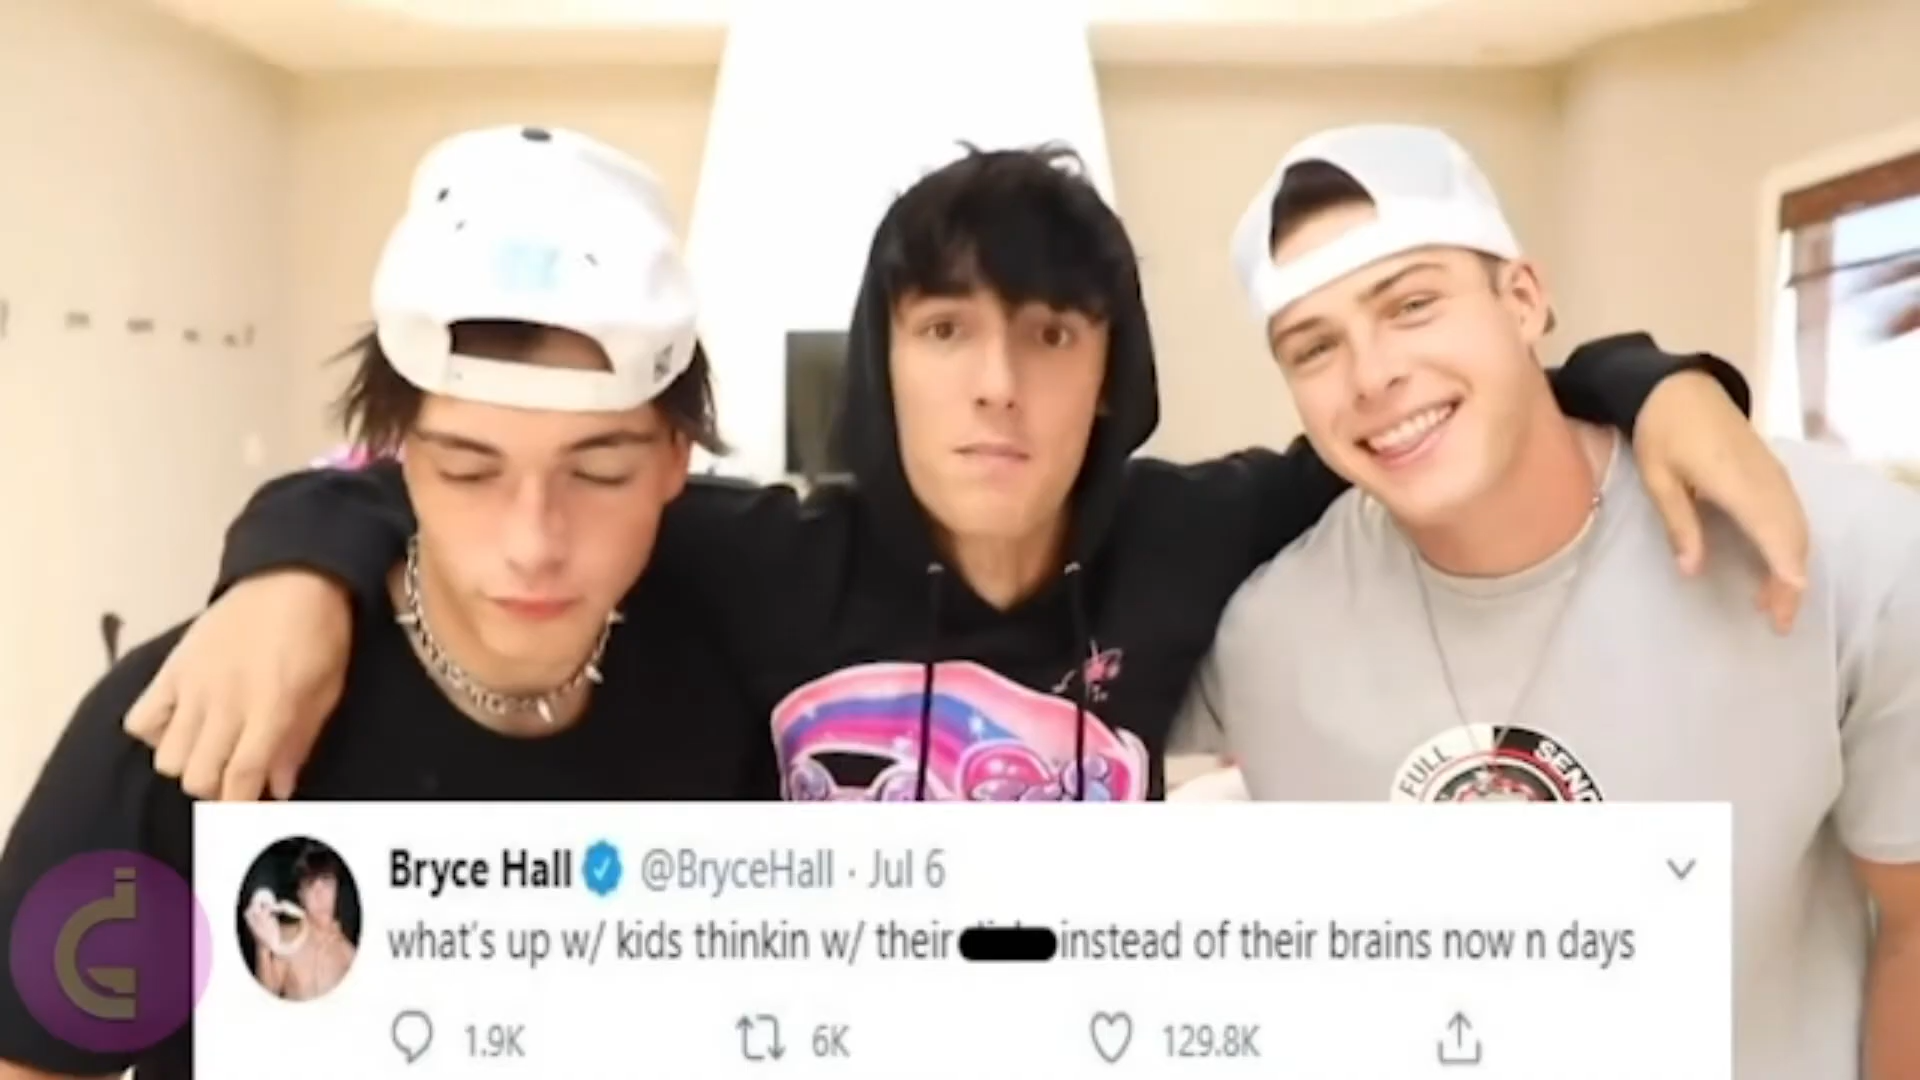 FULL SEND
Bryce Hall @BryceHall · Jul 6
what's up w/ kids thinkin w/ their instead of their brains now n days
1.9K 6K 129.8K